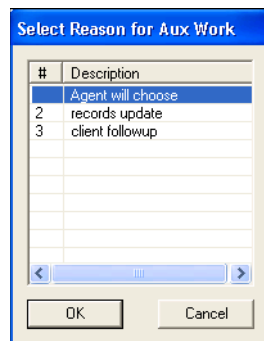 Select Reason for Aux Work
# Description
Agent will choose
2 records update
3 client followup
OK Cancel